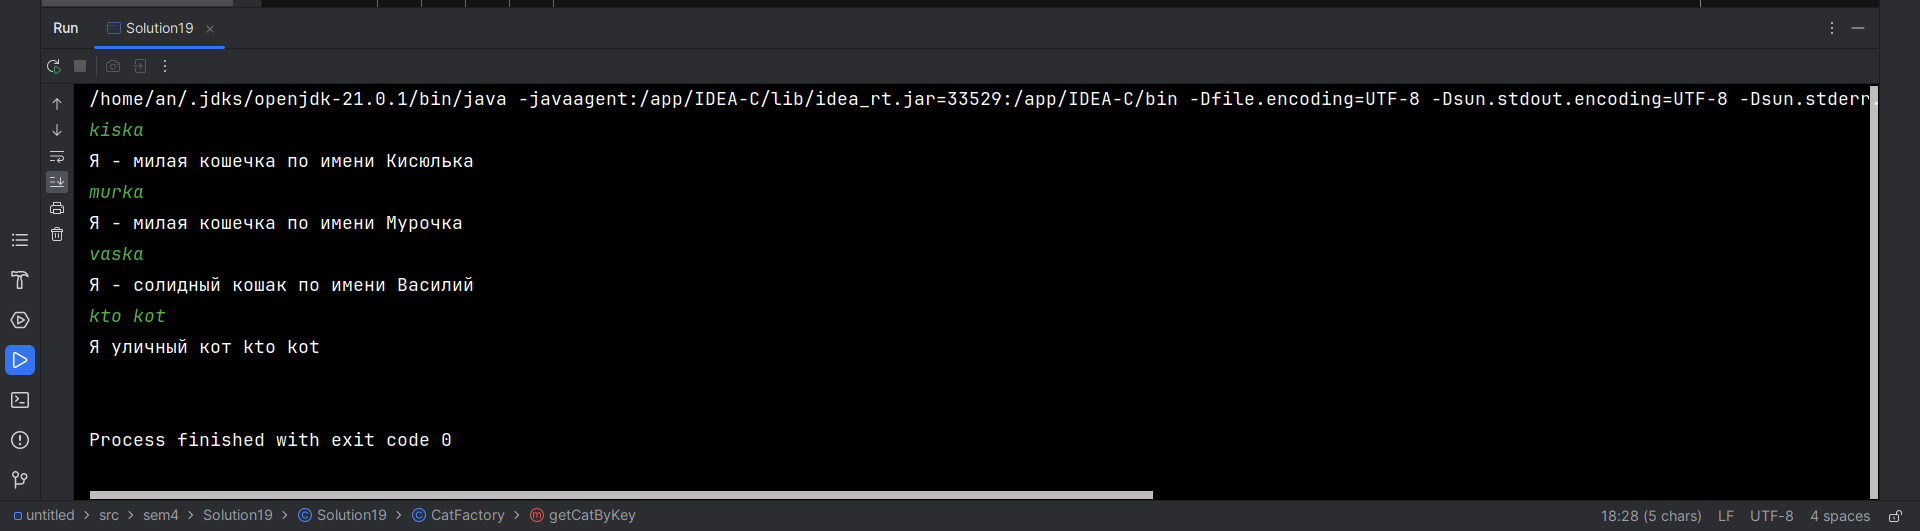 Run Solution19
/home/an/.jdks/openjdk-21.0.1/bin/java -javaagent:/app/IDEA-C/lib/idea_rt.jar=33529:/app/IDEA-C/bin -Dfile.encoding=UTF-8 -Dsun.stdout.encoding=UTF-8 -Dsun.stderr.
kiska
Я - милая кошечка по имени Кисюлька
murka
Я - милая кошечка по имени Мурочка
vaska
Я - солидный кошак по имени Василий
kto kot
Я уличный кот kto kot
Process finished with exit code 0
untitled > src > sem4 > Solution19 > Solution19 > CatFactory > getCatByKey 18:28 (5 chars) LF UTF-8 4 spaces